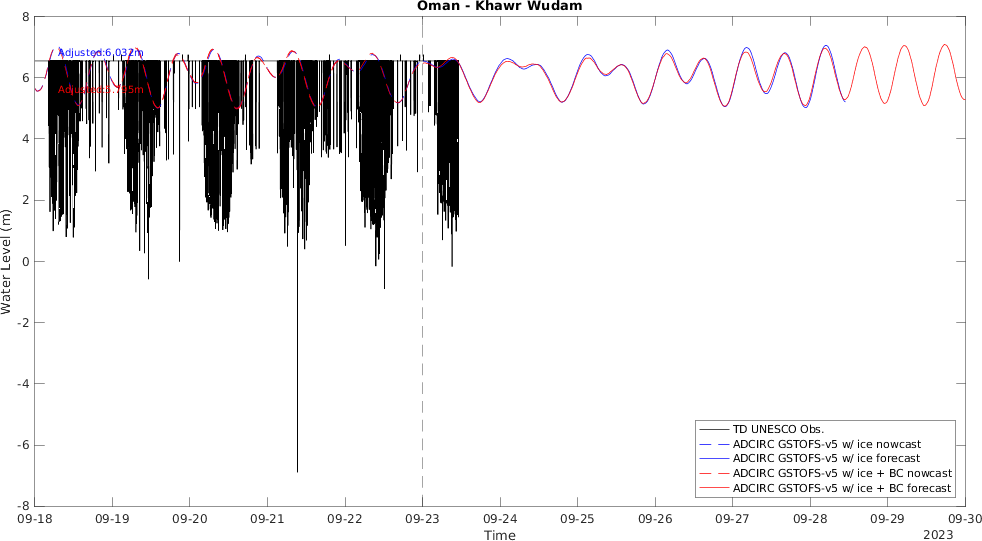 Oman - Khawr Wudam
8
6
4
2
0
-2
-4
-6
-8
Water Level (m)
Adjusted:6.032m
TD UNESCO Obs.
ADCIRC GSTOFS-v5 w/ ice nowcast
ADCIRC GSTOFS-v5 w/ ice forecast
ADCIRC GSTOFS-v5 w/ ice + BC nowcast
ADCIRC GSTOFS-v5 w/ ice + BC forecast
09-18 09-19 09-20 09-21 09-22 09-23 09-24 09-25 09-26 09-27 09-28 09-29 09-30
Time
2023